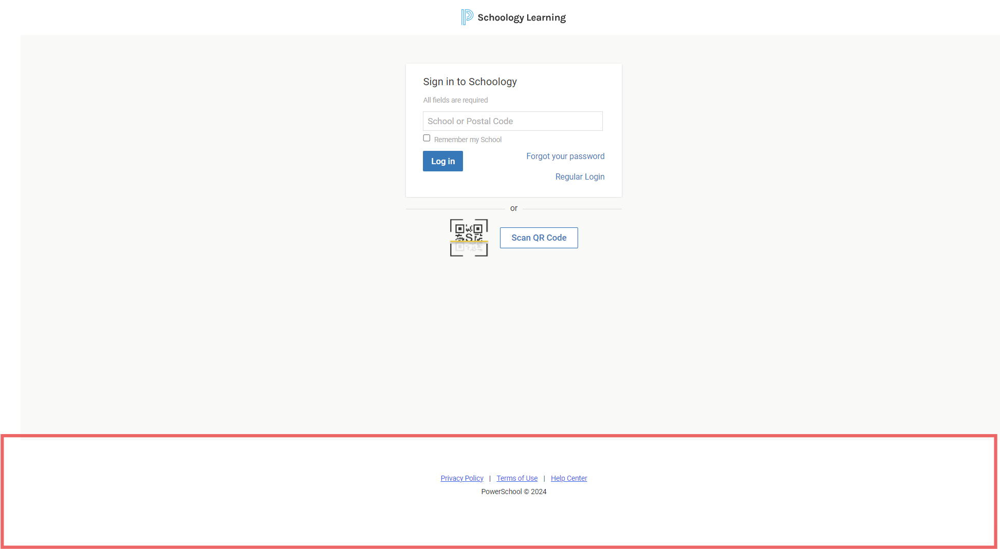 Schoology Learning
Sign in to Schoology
All fields are required
School or Postal Code
Remember my School
Log in
Forgot your password
Regular Login
or
S
Scan QR Code
Privacy Policy | Terms of Use | Help Center
PowerSchool © 2024